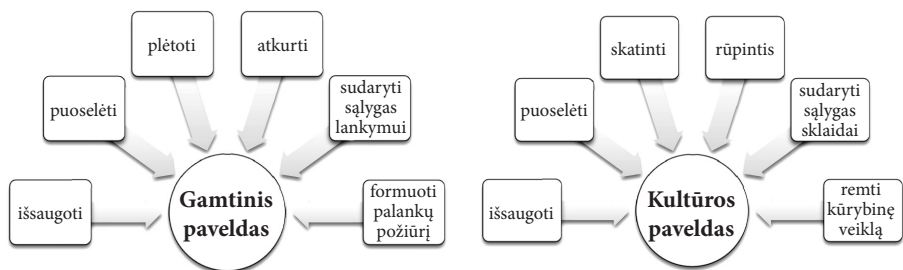 plėtoti
atkurti
puoselėti
sudaryti
sąlygas
lankymui
išsaugoti
Gamtinis
paveldas
formuoti
palankų
požiūrį
skatinti
rūpintis
puoselėti
sudaryti
sąlygas
sklaidai
išsaugoti
Kultūros
paveldas
remti
kūrybinę
veiklą